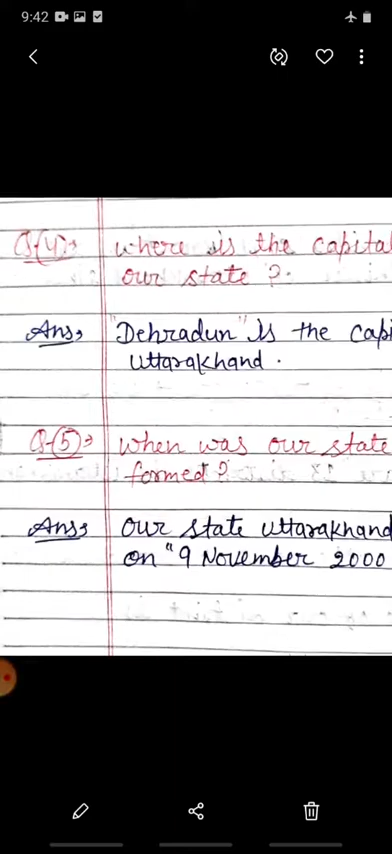 9:42
Q(4)→ where is the capital
our state ?.
Ans→ "Dehradun" is the capi
uttarakhand .
Q(5)→ when was our state
formed ?
Ans→ our state uttarakhand
on "9 November 2000